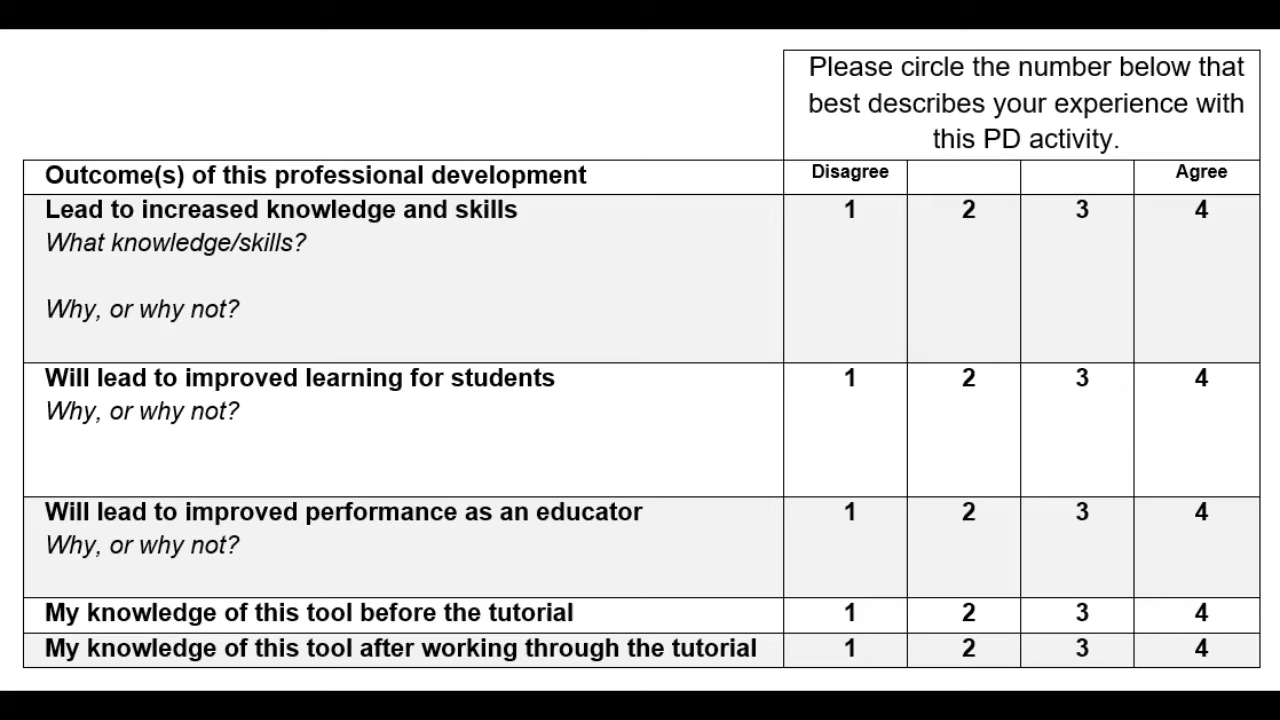 Please circle the number below that
best describes your experience with
this PD activity.
Outcome(s) of this professional development Disagree Agree
Lead to increased knowledge and skills 1 2 3 4
What knowledge/skills?
Why, or why not?
Will lead to improved learning for students 1 2 3 4
Why, or why not?
Will lead to improved performance as an educator 1 2 3 4
Why, or why not?
My knowledge of this tool before the tutorial 1 2 3 4
My knowledge of this tool after working through the tutorial 1 2 3 4